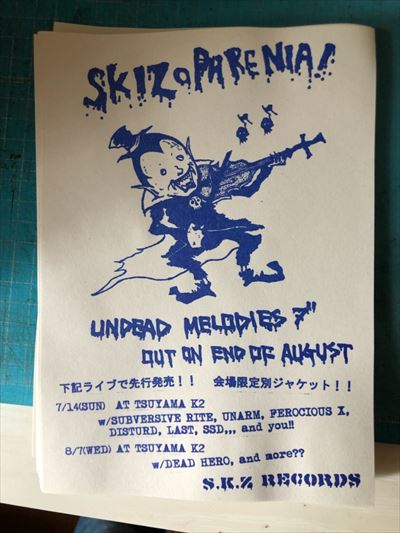 SKIZOPHRENIA!
UNDEAD MELODIES 7"
OUT ON END OF AUGUST
下記ライブで先行発売！！　会場限定別ジャケット！！
7/14(SUN) AT TSUYAMA K2
w/SUBVERSIVE RITE, UNARM, FEROCIOUS X,
DISTURD, LAST, SSD,,, and you!!
8/7(WED) AT TSUYAMA K2
w/DEAD HERO, and more??
S.K.Z RECORDS